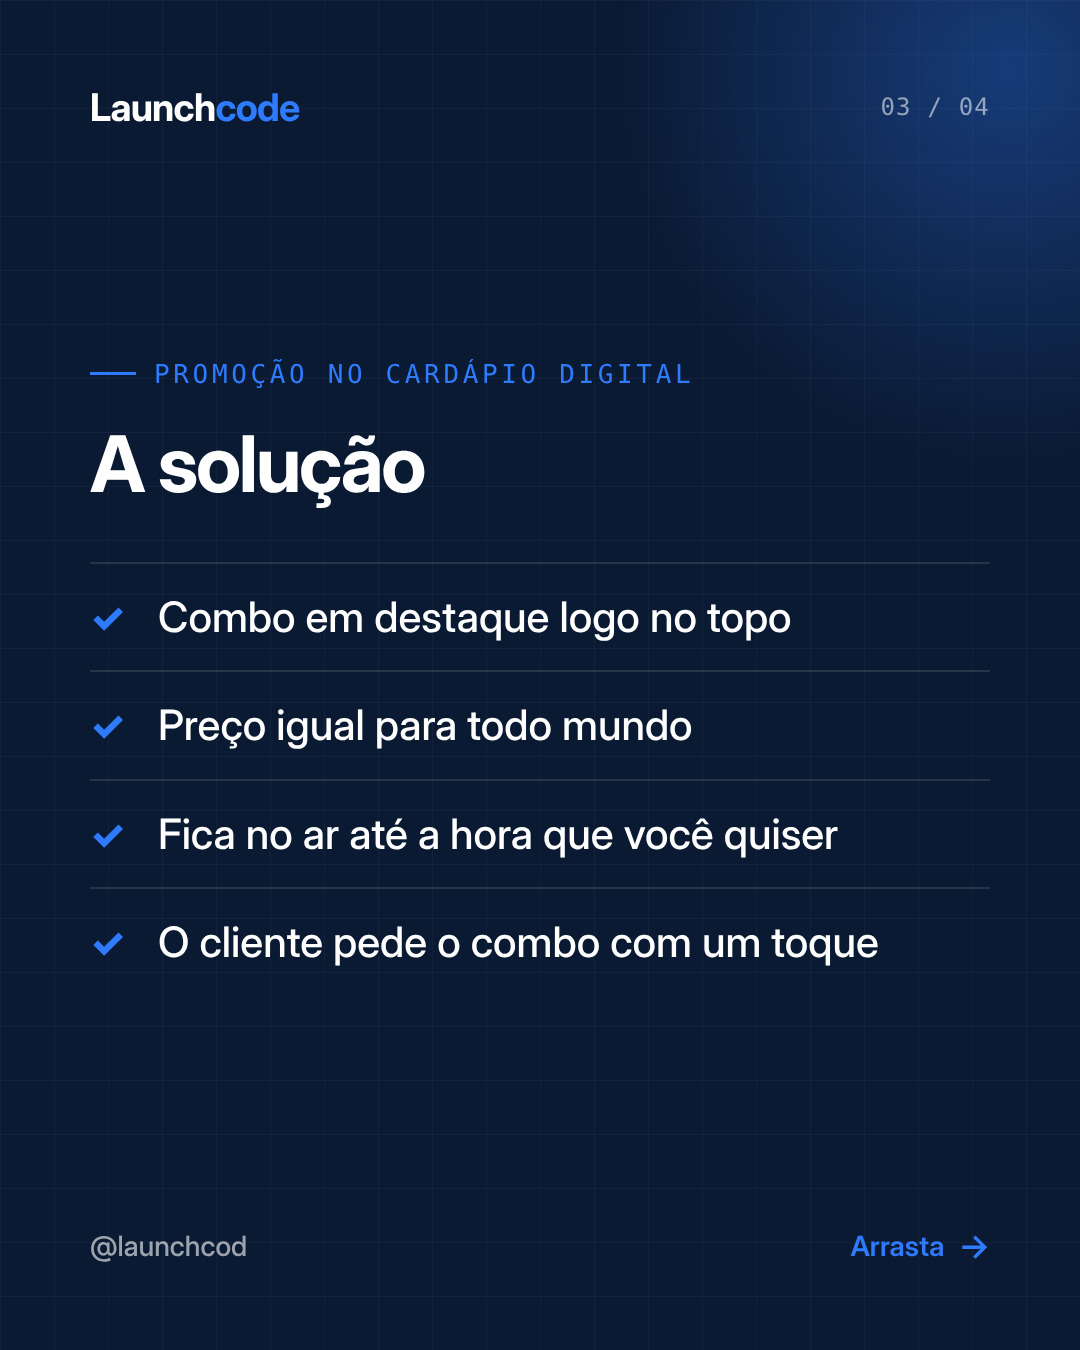 Launchcode
03 / 04
PROMOÇÃO NO CARDÁPIO DIGITAL
A solução
Combo em destaque logo no topo
Preço igual para todo mundo
Fica no ar até a hora que você quiser
O cliente pede o combo com um toque
@launchcod
Arrasta →